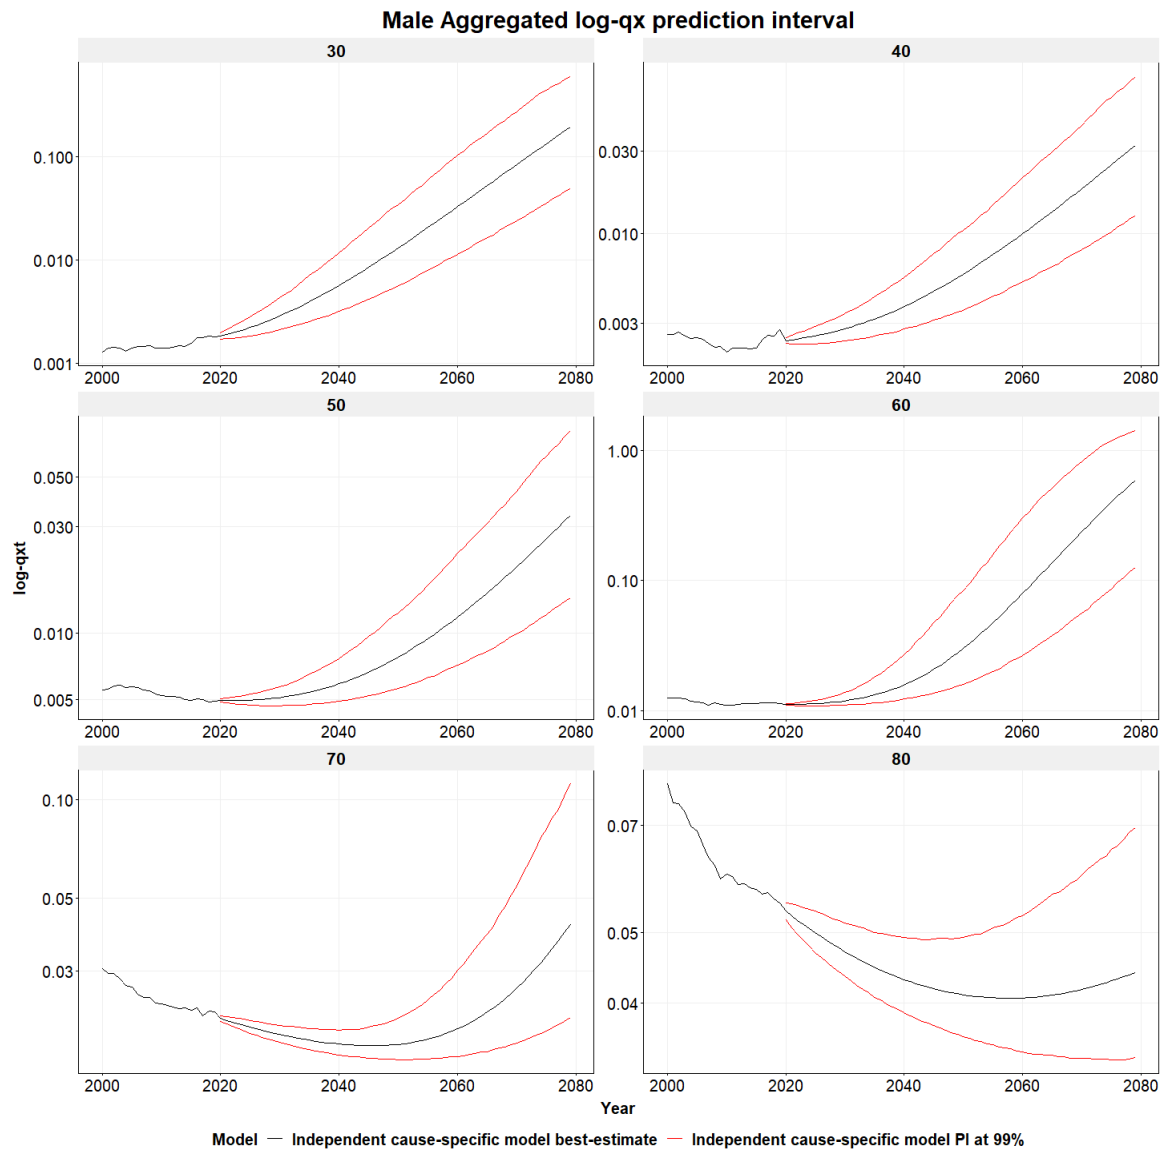 Male Aggregated log-qx prediction interval
30
40
0.100
0.010
0.001
2000 2020 2040 2060 2080
0.030
0.010
0.003
2000 2020 2040 2060 2080
50
60
0.050
0.030
0.010
0.005
2000 2020 2040 2060 2080
1.00
0.10
0.01
2000 2020 2040 2060 2080
log-qxt
70
80
0.10
0.05
0.03
2000 2020 2040 2060 2080
0.07
0.05
0.04
2000 2020 2040 2060 2080
Year
Model Independent cause-specific model best-estimate Independent cause-specific model PI at 99%